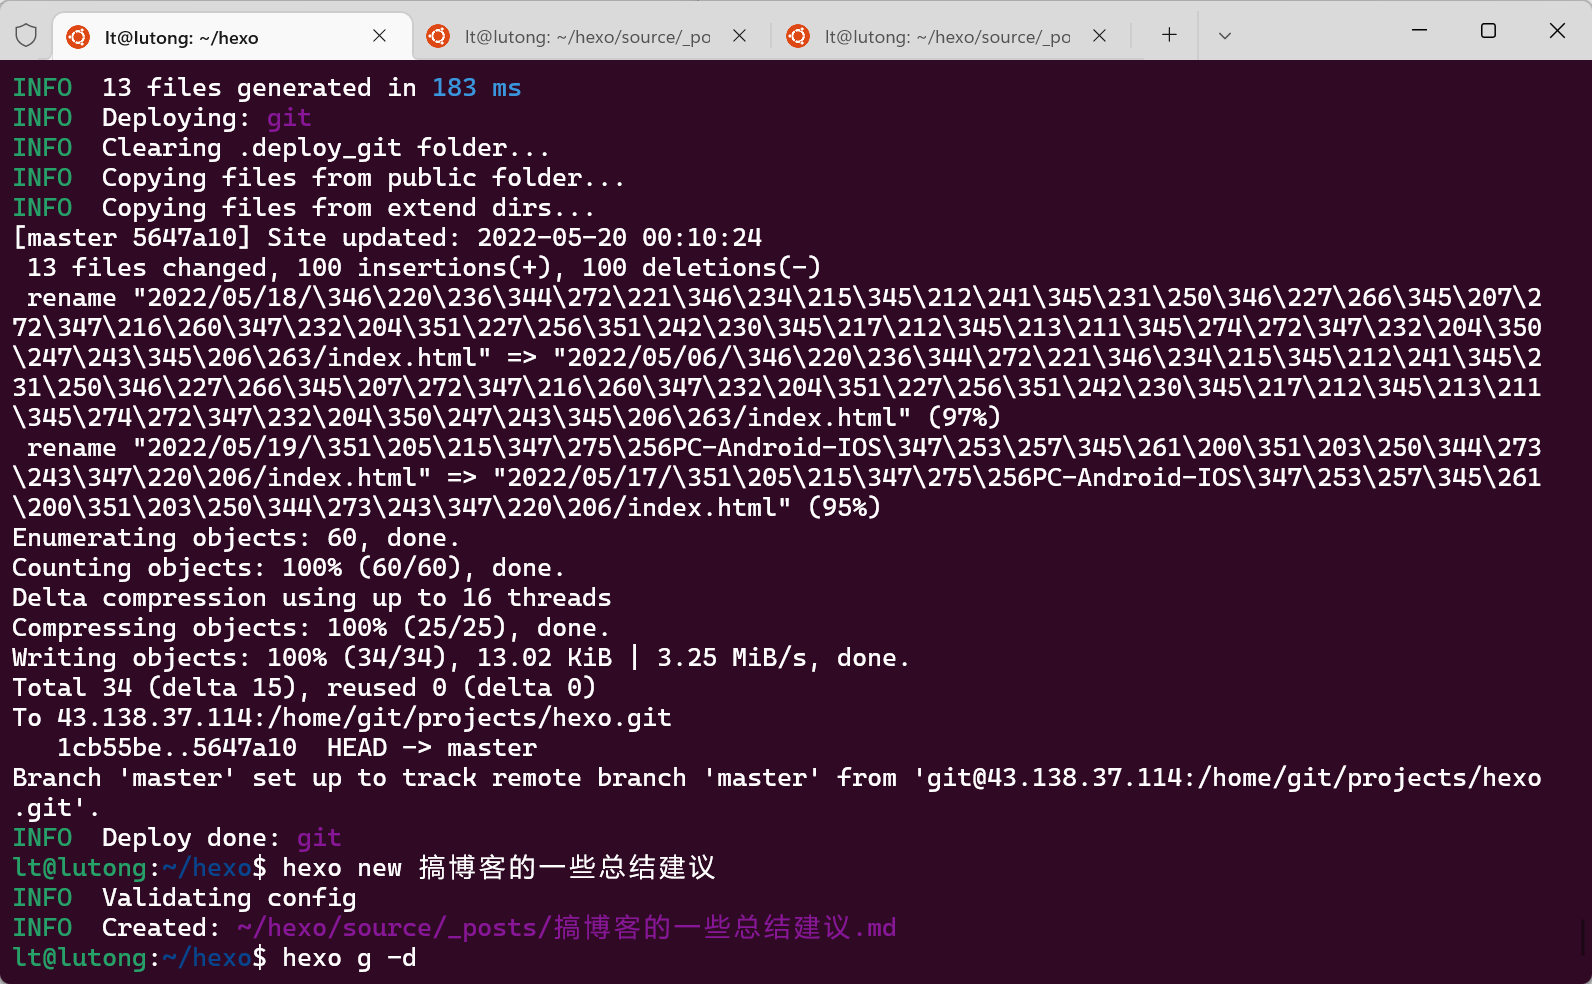 lt@lutong: ~/hexo
lt@lutong: ~/hexo/source/_po
lt@lutong: ~/hexo/source/_po
INFO  13 files generated in 183 ms
INFO  Deploying: git
INFO  Clearing .deploy_git folder...
INFO  Copying files from public folder...
INFO  Copying files from extend dirs...
[master 5647a10] Site updated: 2022-05-20 00:10:24
 13 files changed, 100 insertions(+), 100 deletions(-)
 rename "2022/05/18/\346\220\236\344\272\221\346\234\215\345\212\241\345\231\250\346\227\266\345\207\2
72\347\216\260\347\232\204\351\227\256\351\242\230\345\217\212\345\213\211\345\274\272\347\232\204\350
\247\243\345\206\263/index.html" => "2022/05/06/\346\220\236\344\272\221\346\234\215\345\212\241\345\2
31\250\346\227\266\345\207\272\347\216\260\347\232\204\351\227\256\351\242\230\345\217\212\345\213\211
\345\274\272\347\232\204\350\247\243\345\206\263/index.html" (97%)
 rename "2022/05/19/\351\205\215\347\275\256PC-Android-IOS\347\253\257\345\261\200\351\203\250\344\273
\243\347\220\206/index.html" => "2022/05/17/\351\205\215\347\275\256PC-Android-IOS\347\253\257\345\261
\200\351\203\250\344\273\243\347\220\206/index.html" (95%)
Enumerating objects: 60, done.
Counting objects: 100% (60/60), done.
Delta compression using up to 16 threads
Compressing objects: 100% (25/25), done.
Writing objects: 100% (34/34), 13.02 KiB | 3.25 MiB/s, done.
Total 34 (delta 15), reused 0 (delta 0)
To 43.138.37.114:/home/git/projects/hexo.git
   1cb55be..5647a10  HEAD -> master
Branch 'master' set up to track remote branch 'master' from 'git@43.138.37.114:/home/git/projects/hexo
.git'.
INFO  Deploy done: git
lt@lutong:~/hexo$ hexo new 搞博客的一些总结建议
INFO  Validating config
INFO  Created: ~/hexo/source/_posts/搞博客的一些总结建议.md
lt@lutong:~/hexo$ hexo g -d